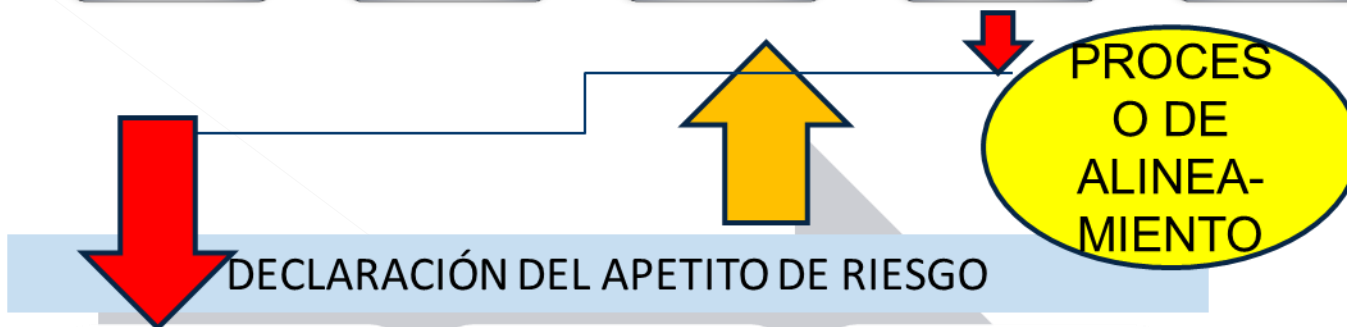 PROCES
O DE
ALINEA-
MIENTO
DECLARACIÓN DEL APETITO DE RIESGO